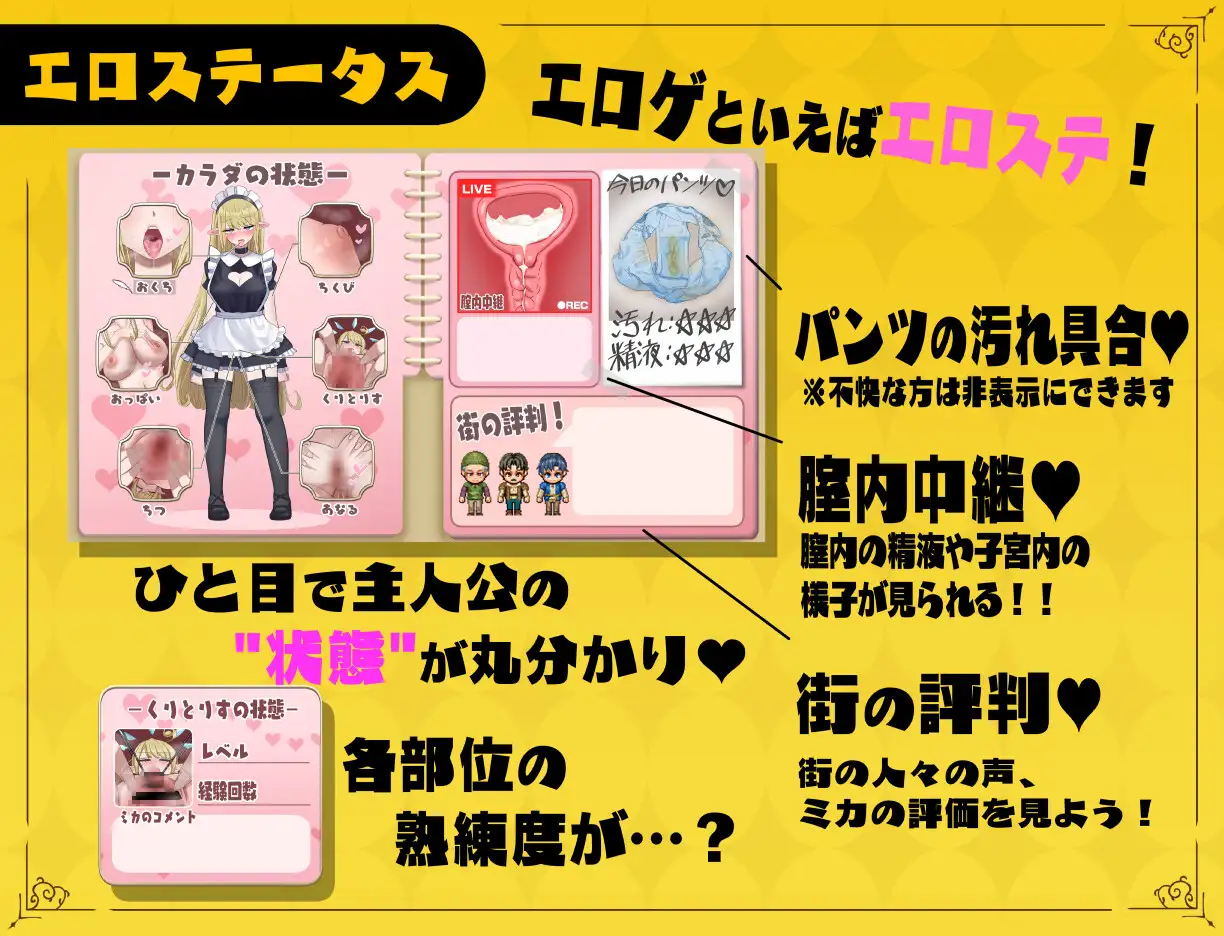 エロステータス
エロゲといえばエロステ！
ーカラダの状態ー
おくち
ちくび
おっぱい
くりとりす
ちつ
あなる
LIVE
膣内中継
●REC
今日のパンツ♡
汚れ:☆☆☆
精液:☆☆☆
街の評判！
パンツの汚れ具合♥
※不快な方は非表示にできます
膣内中継♥
膣内の精液や子宮内の
様子が見られる！！
街の評判♥
街の人々の声、
ミカの評価を見よう！
ひと目で主人公の
"状態"が丸分かり♥
ーくりとりすの状態ー
レベル
経験回数
ミカのコメント
各部位の
熟練度が…？